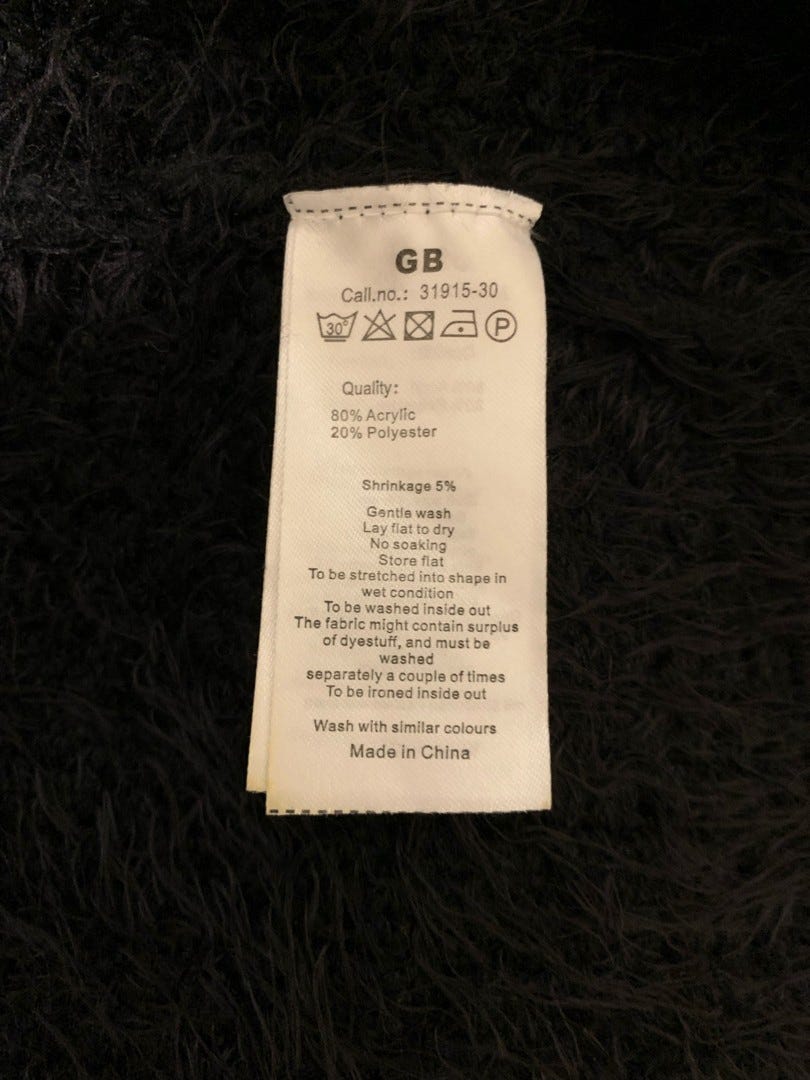 GB
Call.no.: 31915-30
30° P
Quality:
80% Acrylic
20% Polyester
Shrinkage 5%
Gentle wash
Lay flat to dry
No soaking
Store flat
To be stretched into shape in
wet condition
To be washed inside out
The fabric might contain surplus
of dyestuff, and must be
washed
separately a couple of times
To be ironed inside out
Wash with similar colours
Made in China